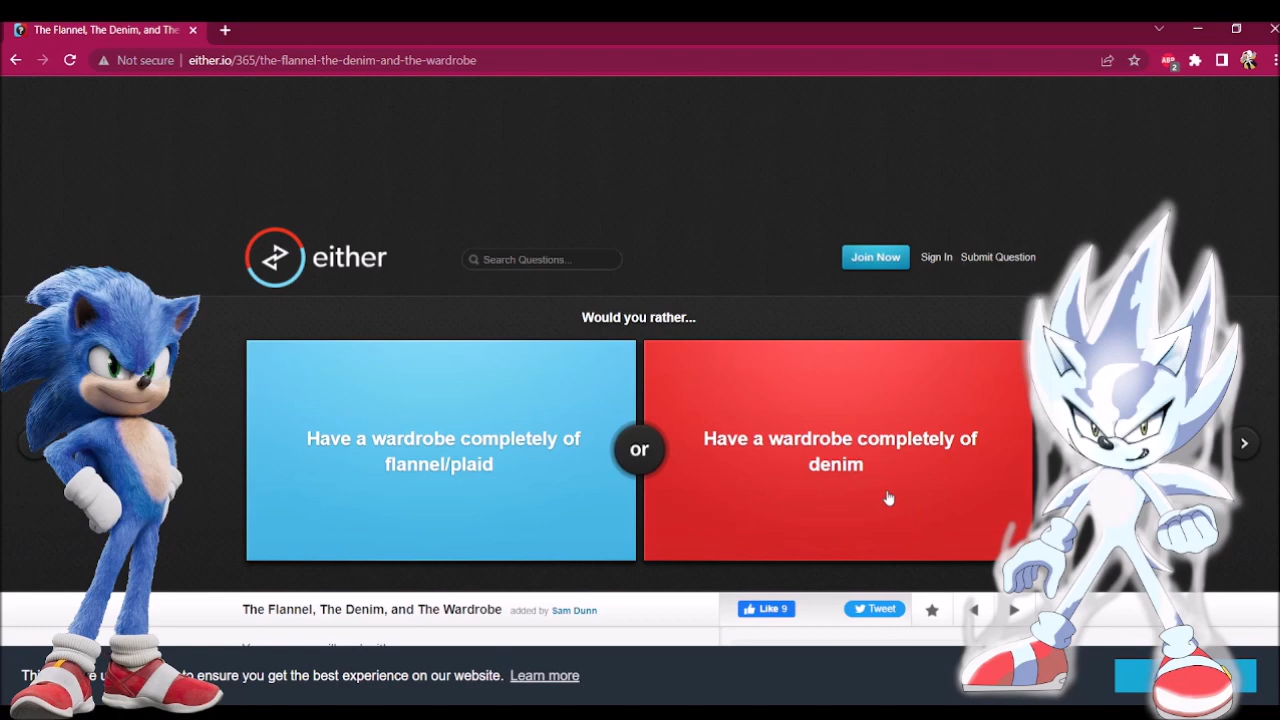 The Flannel, The Denim, and The
Not secure | either.io/365/the-flannel-the-denim-and-the-wardrobe
ABP
2
either
Search Questions...
Join Now
Sign In
Submit Question
Would you rather...
Have a wardrobe completely of
flannel/plaid
or
Have a wardrobe completely of
denim
The Flannel, The Denim, and The Wardrobe
added by Sam Dunn
Like 9
Tweet
to ensure you get the best experience on our website. Learn more